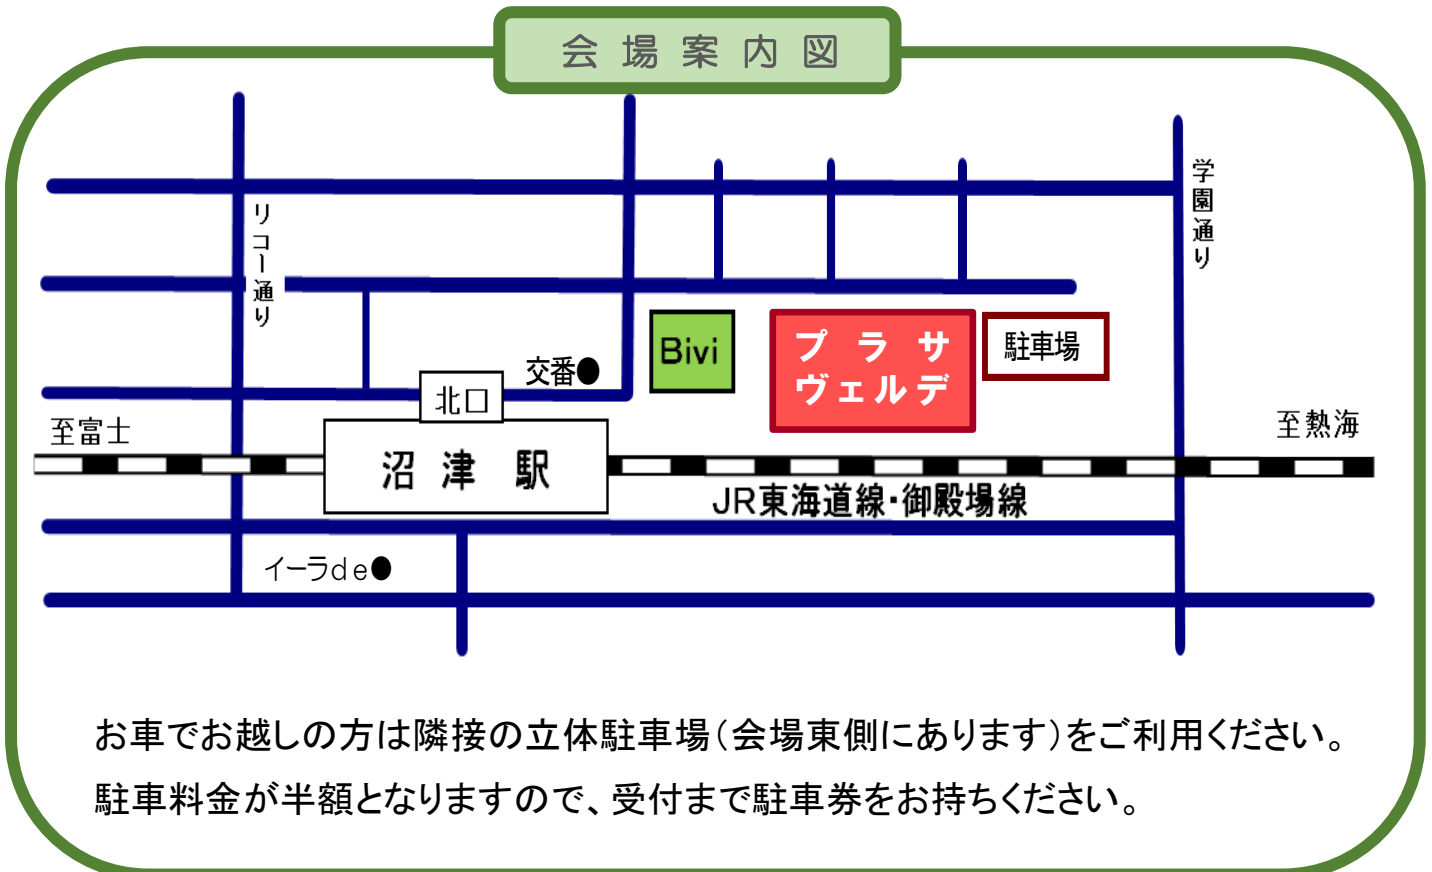 会場案内図
学園通り
リコー通り
Bivi
プラサ
ヴェルデ
駐車場
交番●
北口
至富士
至熱海
沼津駅
JR東海道線・御殿場線
イーラde●
お車でお越しの方は隣接の立体駐車場(会場東側にあります)をご利用ください。
駐車料金が半額となりますので、受付まで駐車券をお持ちください。